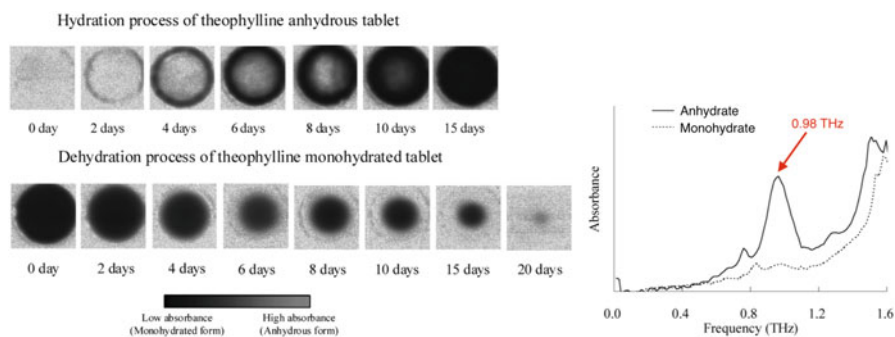 Hydration process of theophylline anhydrous tablet
0 day 2 days 4 days 6 days 8 days 10 days 15 days
Dehydration process of theophylline monohydrated tablet
0 day 2 days 4 days 6 days 8 days 10 days 15 days 20 days
Low absorbance High absorbance
(Monohydrated form) (Anhydrous form)
Anhydrate
Monohydrate
0.98 THz
Absorbance
0.0 0.4 0.8 1.2 1.6
Frequency (THz)